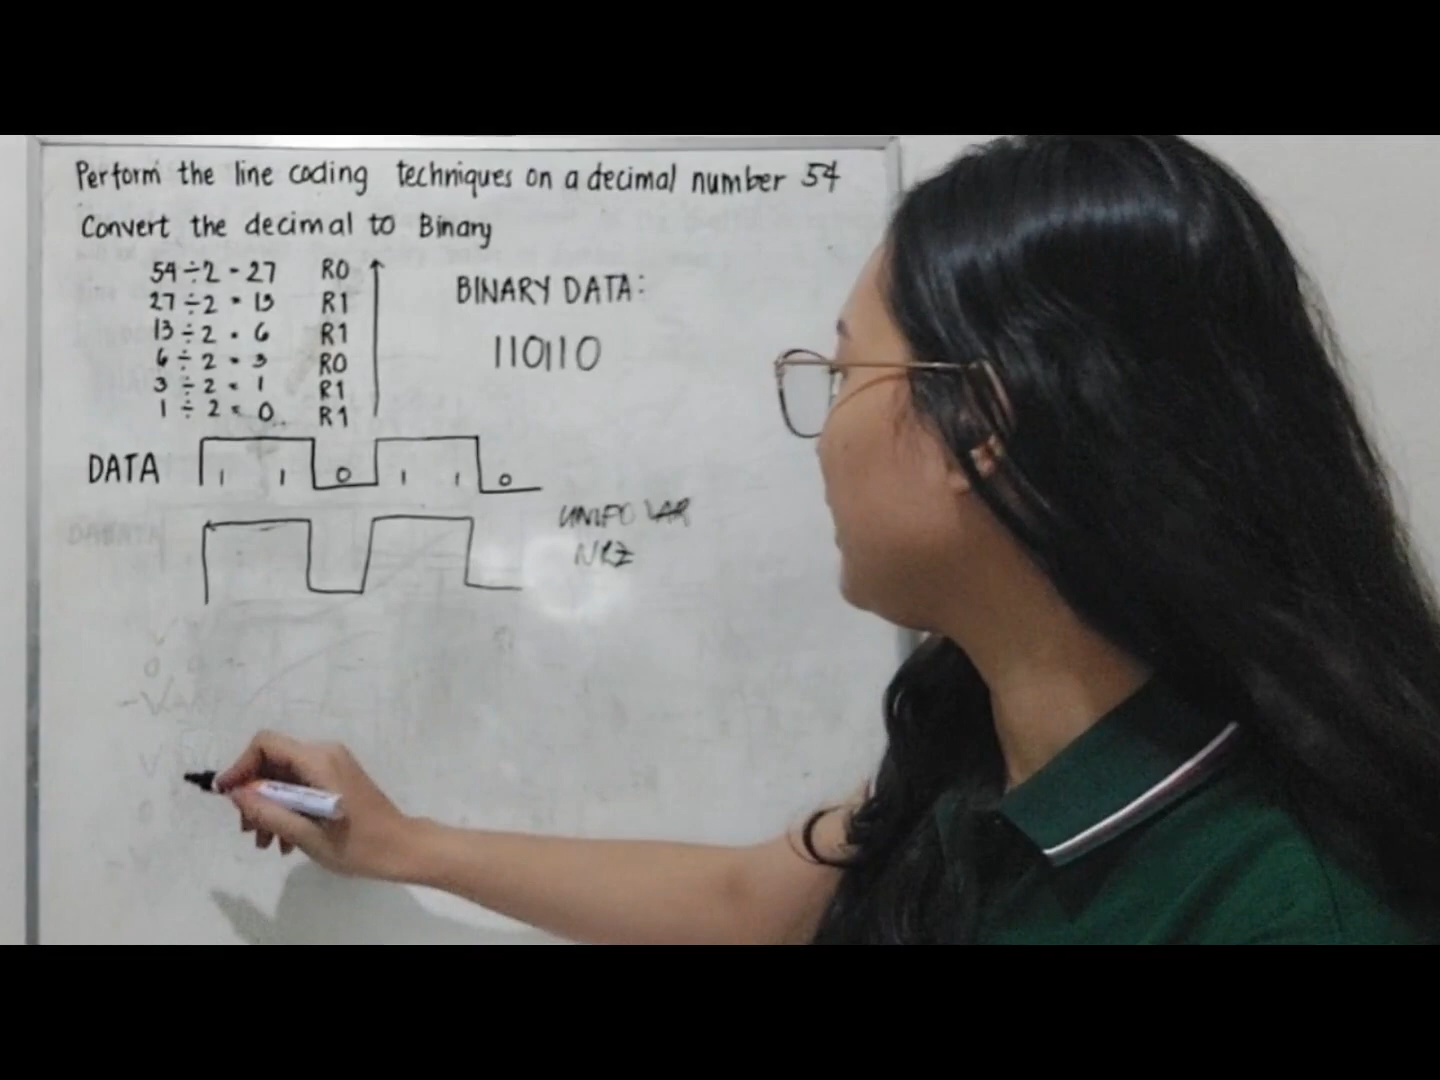 Perform the line coding techniques on a decimal number 54
Convert the decimal to Binary
54 ÷ 2 = 27 R0
27 ÷ 2 = 13 R1
13 ÷ 2 = 6 R1
6 ÷ 2 = 3 R0
3 ÷ 2 = 1 R1
1 ÷ 2 = 0 R1
BINARY DATA:
110110
DATA 1 1 0 1 1 0
UNIPOLAR
NRZ
0
-V
V
0
-V